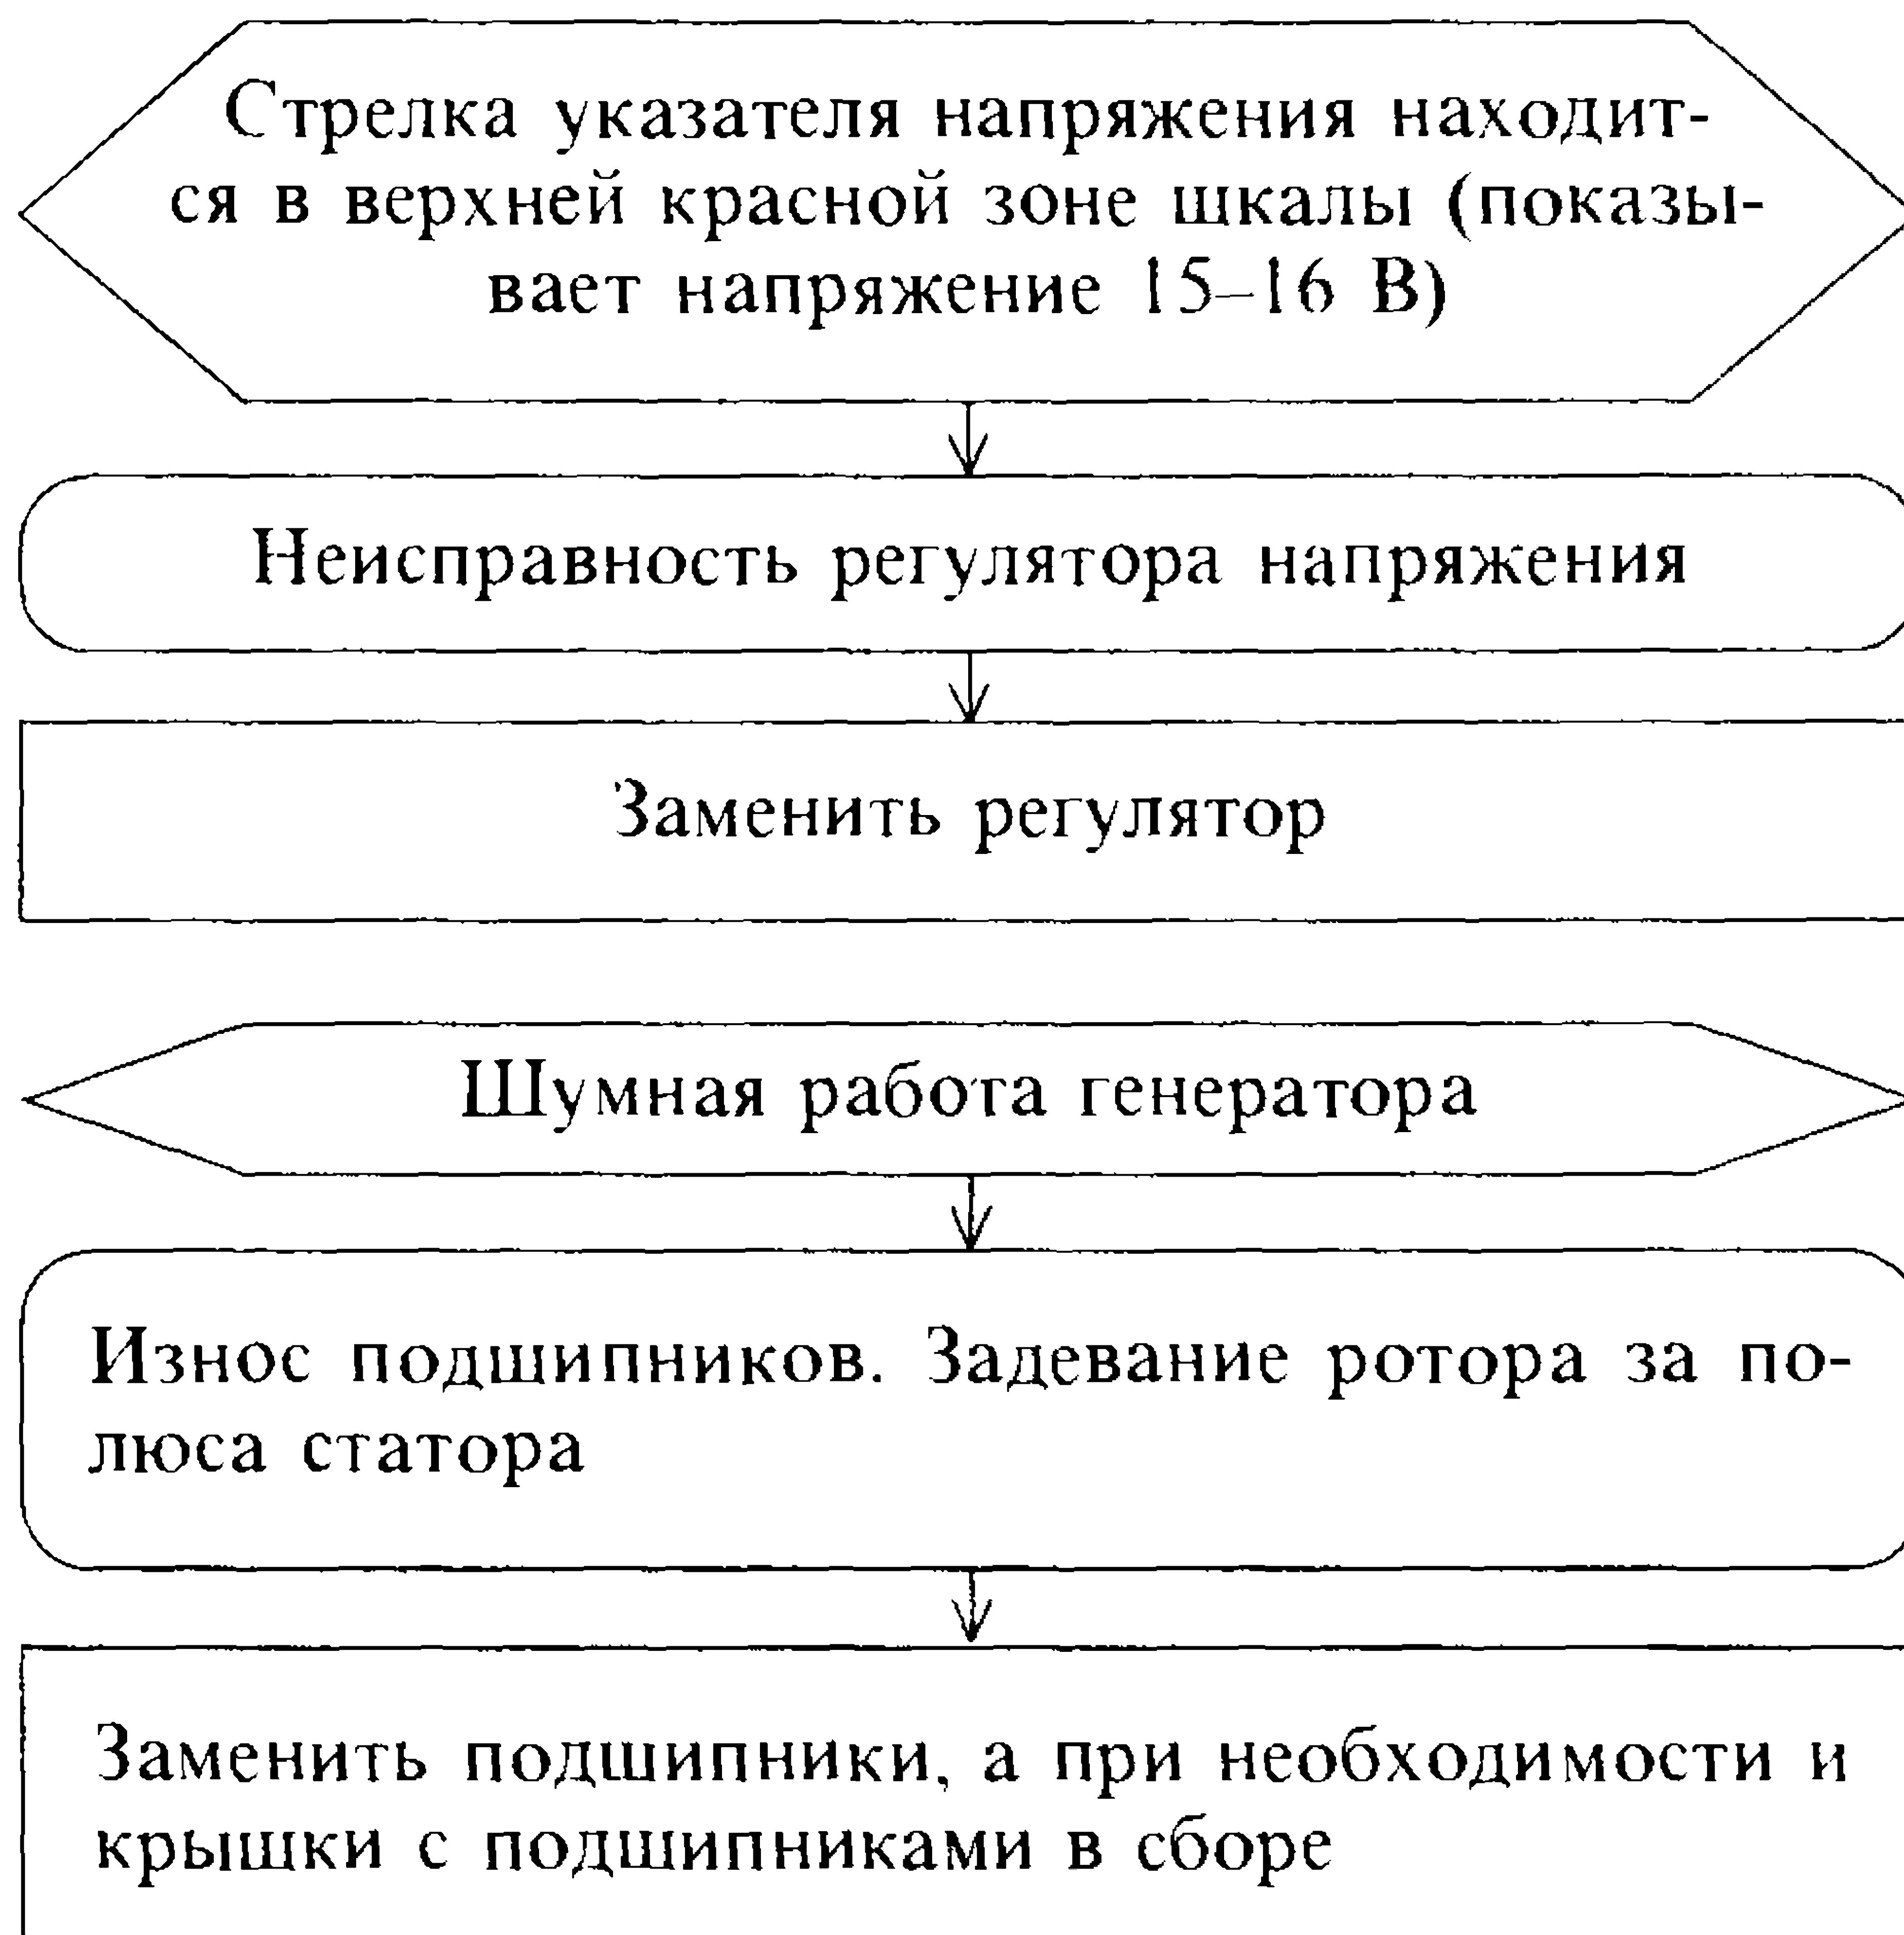 Стрелка указателя напряжения находит-
ся в верхней красной зоне шкалы (показы-
вает напряжение 15–16 В)
Неисправность регулятора напряжения
Заменить регулятор
Шумная работа генератора
Износ подшипников. Задевание ротора за по-
люса статора
Заменить подшипники, а при необходимости и
крышки с подшипниками в сборе